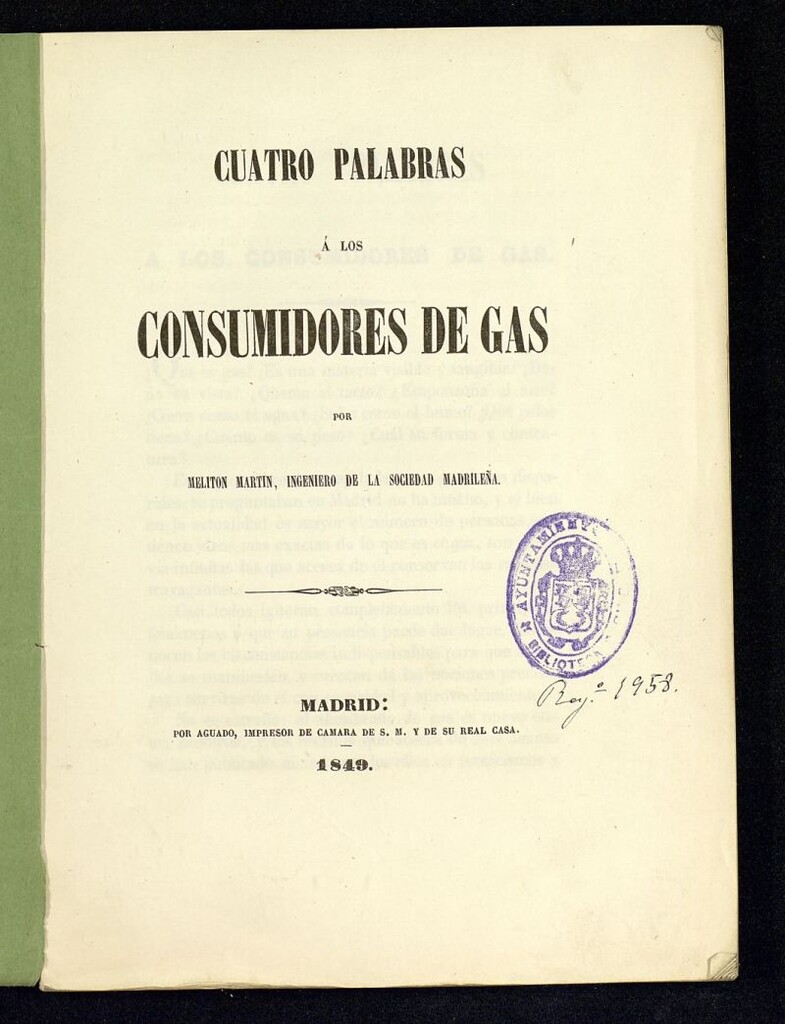 CUATRO PALABRAS
Á LOS
CONSUMIDORES DE GAS
POR
MELITON MARTIN, INGENIERO DE LA SOCIEDAD MADRILEÑA.
AYUNTAMIENTO
BIBLIOTECA
Reg.º 1958.
MADRID:
POR AGUADO, IMPRESOR DE CAMARA DE S. M. Y DE SU REAL CASA.
1849.